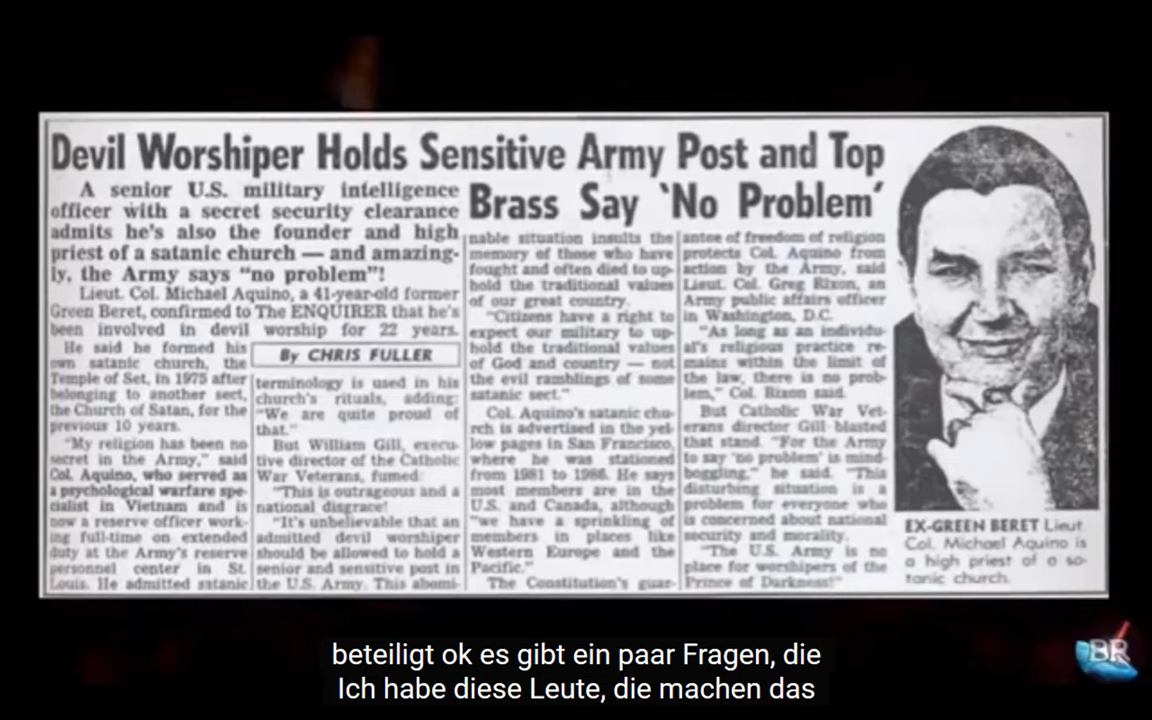 Devil Worshiper Holds Sensitive Army Post and Top
Brass Say 'No Problem'
A senior U.S. military intelligence
officer with a secret security clearance
admits he's also the founder and high
priest of a satanic church — and amazing-
ly, the Army says "no problem"!
Lieut. Col. Michael Aquino, a 41-year-old former
Green Beret, confirmed to The ENQUIRER that he's
been involved in devil worship for 22 years.
He said he formed his
own satanic church, the
Temple of Set, in 1975 after
belonging to another sect,
the Church of Satan, for the
previous 10 years.
"My religion has been no
secret in the Army," said
Col. Aquino, who served as
a psychological warfare spe-
cialist in Vietnam and is
now a reserve officer work-
ing full-time on extended
duty at the Army's reserve
personnel center in St.
Louis. He admitted satanic
By CHRIS FULLER
terminology is used in his
church's rituals, adding:
"We are quite proud of
that."
But William Gill, execu-
tive director of the Catholic
War Veterans, fumed:
"This is outrageous and a
national disgrace!
"It's unbelievable that an
admitted devil worshiper
should be allowed to hold a
senior and sensitive post in
the U.S. Army. This abomi-
nable situation insults the
memory of those who have
fought and often died to up-
hold the traditional values
of our great country.
"Citizens have a right to
expect our military to up-
hold the traditional values
of God and country — not
the evil ramblings of some
satanic sect."
Col. Aquino's satanic chu-
rch is advertised in the yel-
low pages in San Francisco,
where he was stationed
from 1981 to 1986. He says
most members are in the
U.S. and Canada, although
"we have a sprinkling of
members in places like
Western Europe and the
Pacific."
The Constitution's guar-
antee of freedom of religion
protects Col. Aquino from
action by the Army, said
Lieut. Col. Greg Rixon, an
Army public affairs officer
in Washington, D.C.
"As long as an individu-
al's religious practice re-
mains within the limit of
the law, there is no prob-
lem," Col. Rixon said.
But Catholic War Vet-
erans director Gill blasted
that stand. "For the Army
to say 'no problem' is mind-
boggling," he said. "This
disturbing situation is a
problem for everyone who
is concerned about national
security and morality.
"The U.S. Army is no
place for worshipers of the
Prince of Darkness!"
EX-GREEN BERET Lieut.
Col. Michael Aquino is
a high priest of a sa-
tanic church.
beteiligt ok es gibt ein paar Fragen, die
Ich habe diese Leute, die machen das
BR